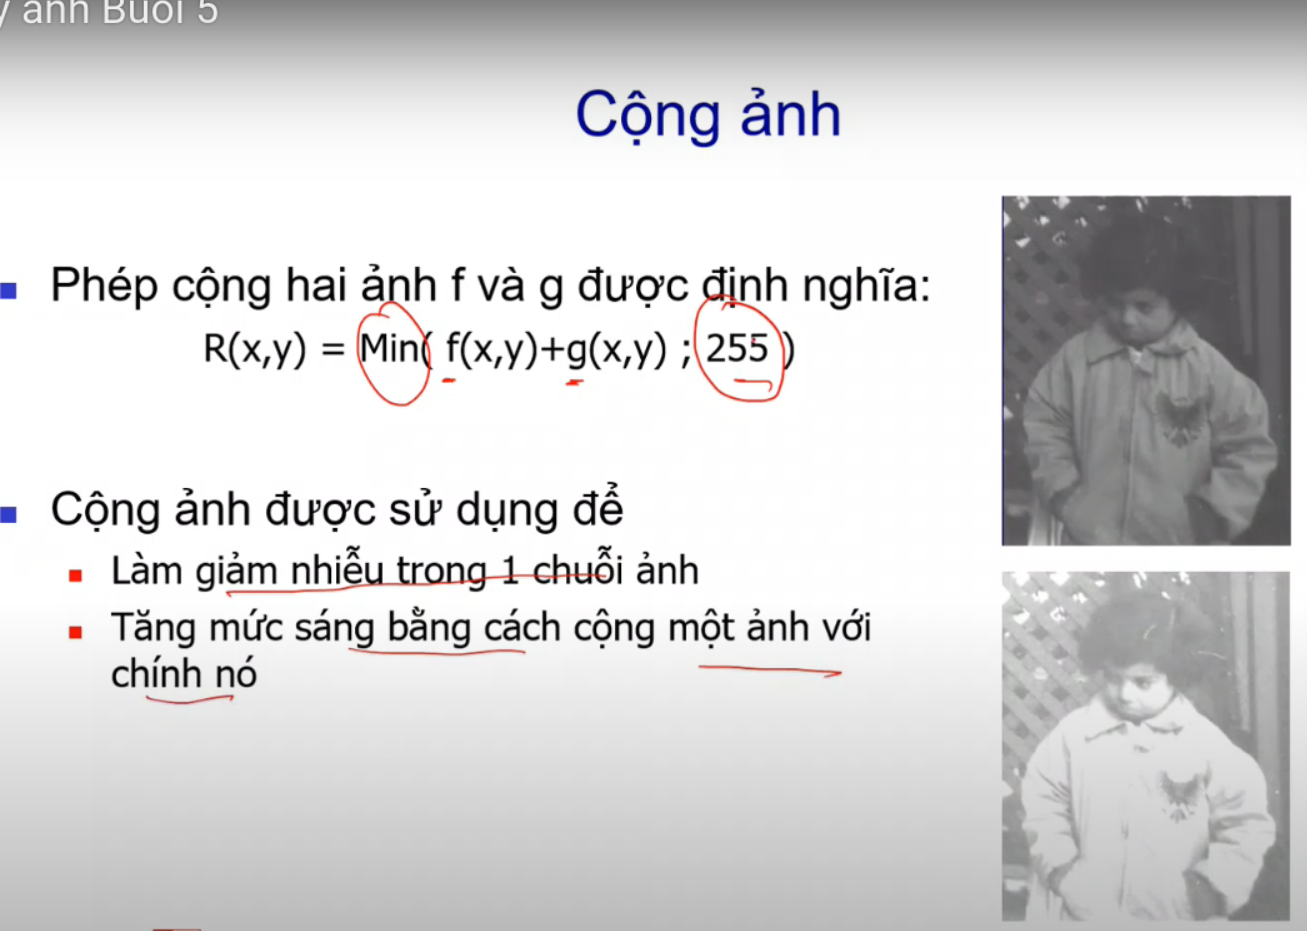 ảnh Buổi 5
Cộng ảnh
Phép cộng hai ảnh f và g được định nghĩa:
R(x,y) = Min( f(x,y)+g(x,y) ; 255 )
Cộng ảnh được sử dụng để
Làm giảm nhiễu trong 1 chuỗi ảnh
Tăng mức sáng bằng cách cộng một ảnh với
chính nó